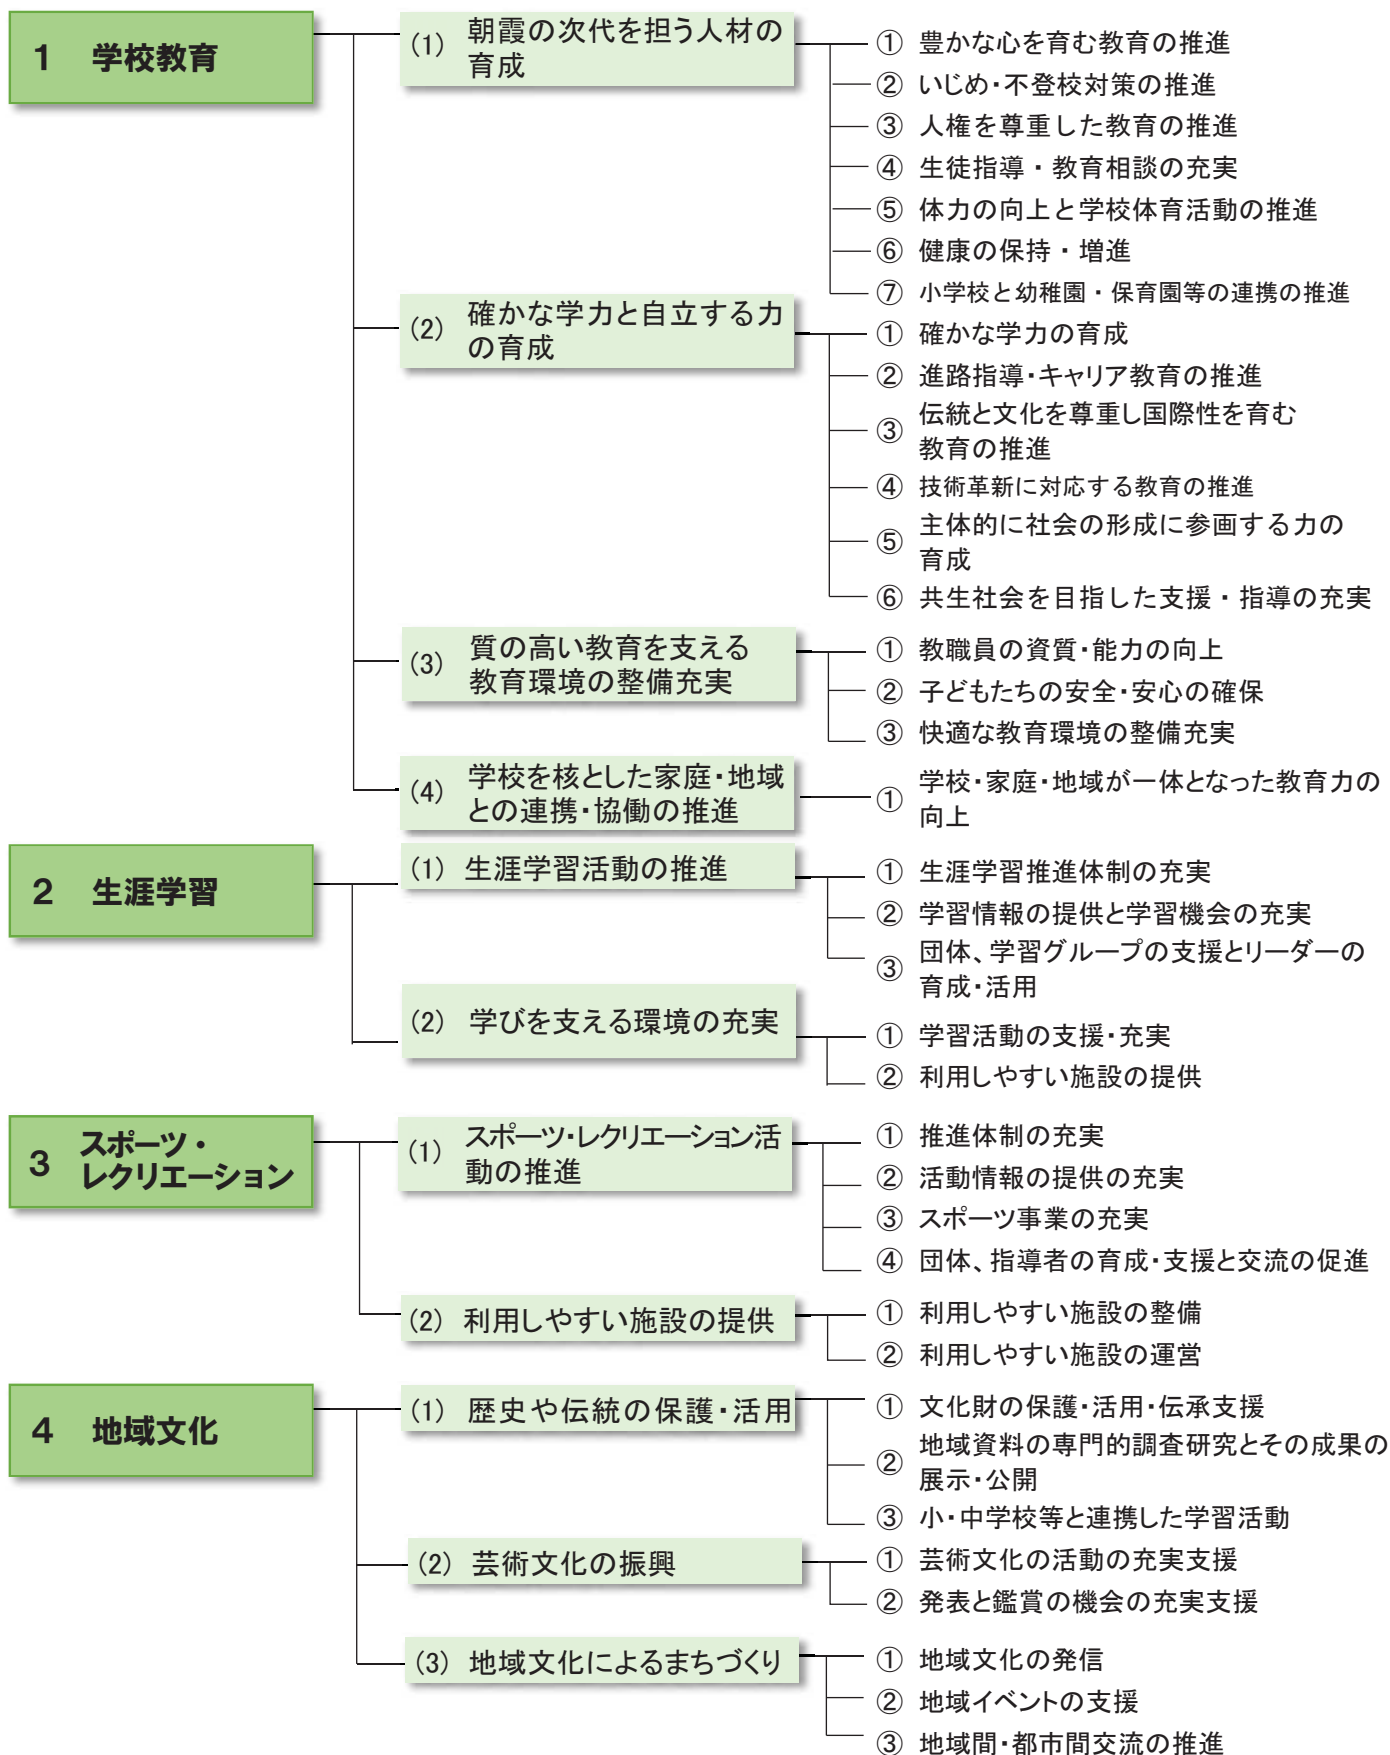 1 学校教育
(1) 朝霞の次代を担う人材の
育成
① 豊かな心を育む教育の推進
② いじめ・不登校対策の推進
③ 人権を尊重した教育の推進
④ 生徒指導・教育相談の充実
⑤ 体力の向上と学校体育活動の推進
⑥ 健康の保持・増進
⑦ 小学校と幼稚園・保育園等の連携の推進
(2) 確かな学力と自立する力
の育成
① 確かな学力の育成
② 進路指導・キャリア教育の推進
③ 伝統と文化を尊重し国際性を育む
教育の推進
④ 技術革新に対応する教育の推進
⑤ 主体的に社会の形成に参画する力の
育成
⑥ 共生社会を目指した支援・指導の充実
(3) 質の高い教育を支える
教育環境の整備充実
① 教職員の資質・能力の向上
② 子どもたちの安全・安心の確保
③ 快適な教育環境の整備充実
(4) 学校を核とした家庭・地域
との連携・協働の推進
① 学校・家庭・地域が一体となった教育力の
向上
2 生涯学習
(1) 生涯学習活動の推進
① 生涯学習推進体制の充実
② 学習情報の提供と学習機会の充実
③ 団体、学習グループの支援とリーダーの
育成・活用
(2) 学びを支える環境の充実
① 学習活動の支援・充実
② 利用しやすい施設の提供
3 スポーツ・
レクリエーション
(1) スポーツ・レクリエーション活
動の推進
① 推進体制の充実
② 活動情報の提供の充実
③ スポーツ事業の充実
④ 団体、指導者の育成・支援と交流の促進
(2) 利用しやすい施設の提供
① 利用しやすい施設の整備
② 利用しやすい施設の運営
4 地域文化
(1) 歴史や伝統の保護・活用
① 文化財の保護・活用・伝承支援
② 地域資料の専門的調査研究とその成果の
展示・公開
③ 小・中学校等と連携した学習活動
(2) 芸術文化の振興
① 芸術文化の活動の充実支援
② 発表と鑑賞の機会の充実支援
(3) 地域文化によるまちづくり
① 地域文化の発信
② 地域イベントの支援
③ 地域間・都市間交流の推進